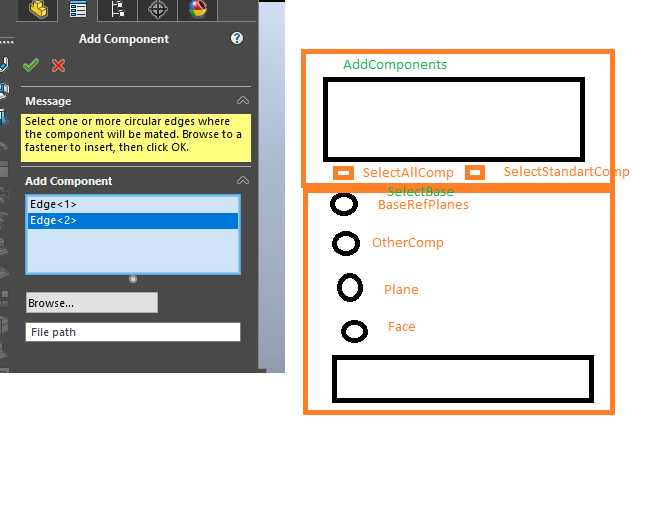 Add Component
?
Message
Select one or more circular edges where
the component will be mated. Browse to a
fastener to insert, then click OK.
Add Component
Edge<1>
Edge<2>
Browse...
File path
AddComponents
SelectAllComp
SelectStandartComp
SelectBase
BaseRefPlanes
OtherComp
Plane
Face